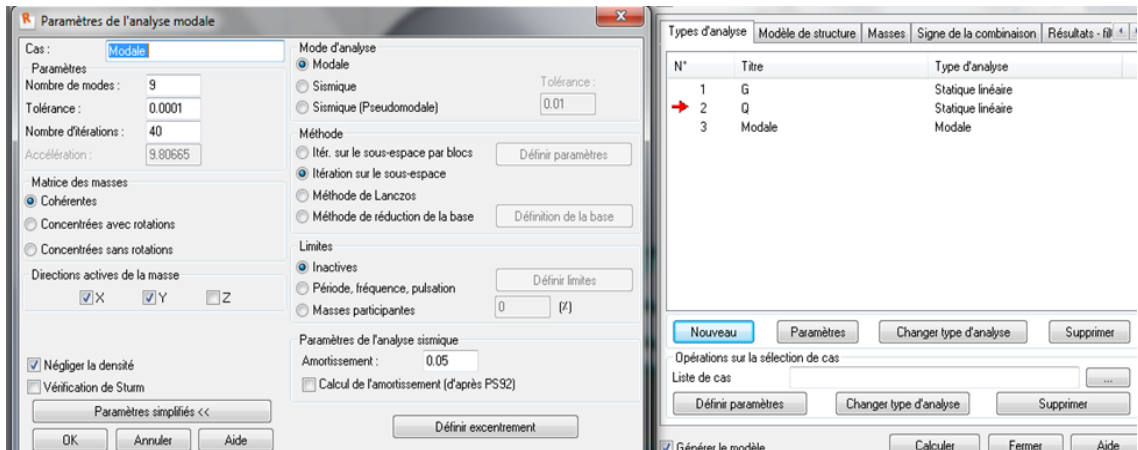 Paramètres de l'analyse modale
Cas :
Modale
Paramètres
Nombre de modes :
9
Tolérance :
0.0001
Nombre d'itérations :
40
Accélération :
9.80665
Matrice des masses
Cohérentes
Concentrées avec rotations
Concentrées sans rotations
Directions actives de la masse
X
Y
Z
Négliger la densité
Vérification de Sturm
Paramètres simplifiés <<
OK
Annuler
Aide
Mode d'analyse
Modale
Sismique
Sismique (Pseudomodale)
Tolérance :
0.01
Méthode
Itér. sur le sous-espace par blocs
Définir paramètres
Itération sur le sous-espace
Méthode de Lanczos
Méthode de réduction de la base
Définition de la base
Limites
Inactives
Définir limites
Période, fréquence, pulsation
Masses participantes
0
(%)
Paramètres de l'analyse sismique
Amortissement :
0.05
Calcul de l'amortissement (d'après PS92)
Définir excentrement
Types d'analyse
Modèle de structure
Masses
Signe de la combinaison
Résultats - fil
N° Titre Type d'analyse
1 G Statique linéaire
2 Q Statique linéaire
3 Modale Modale
Nouveau
Paramètres
Changer type d'analyse
Supprimer
Opérations sur la sélection de cas
Liste de cas
...
Définir paramètres
Changer type d'analyse
Supprimer
Générer le modèle
Calculer
Fermer
Aide